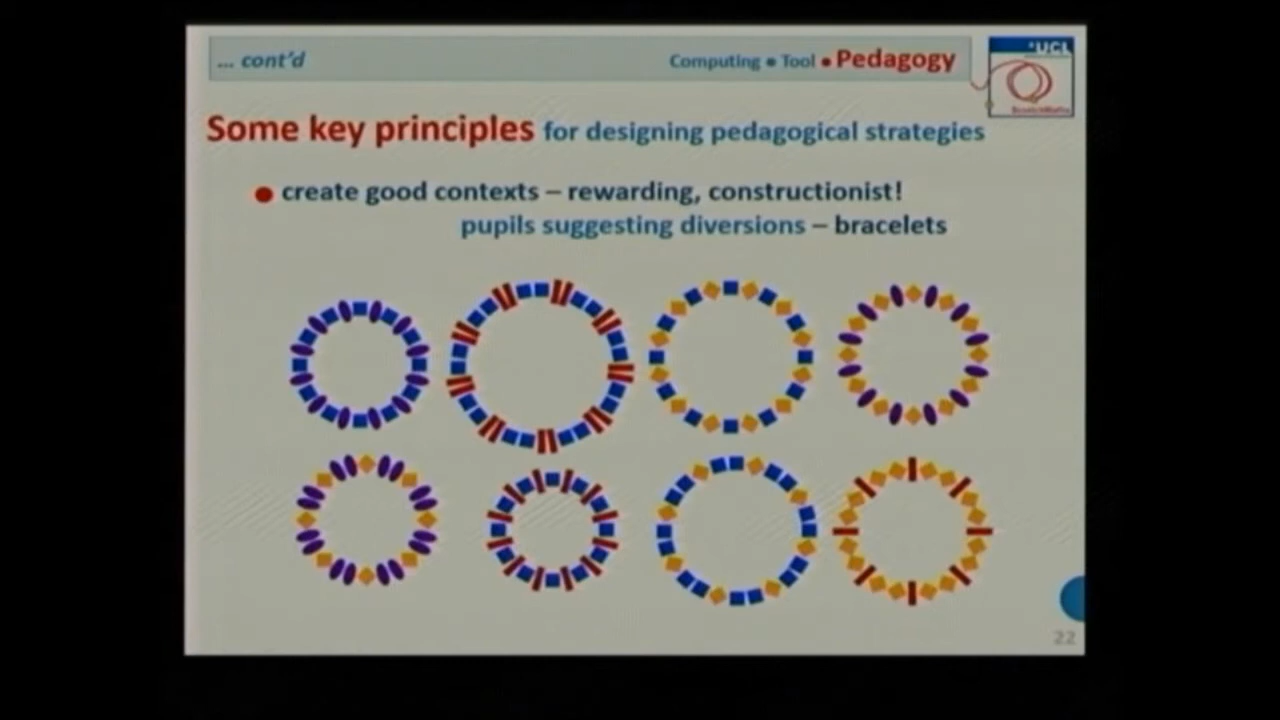 ... cont'd
Computing • Tool • Pedagogy
UCL
ScratchMaths
Some key principles for designing pedagogical strategies
• create good contexts – rewarding, constructionist!
pupils suggesting diversions – bracelets
22